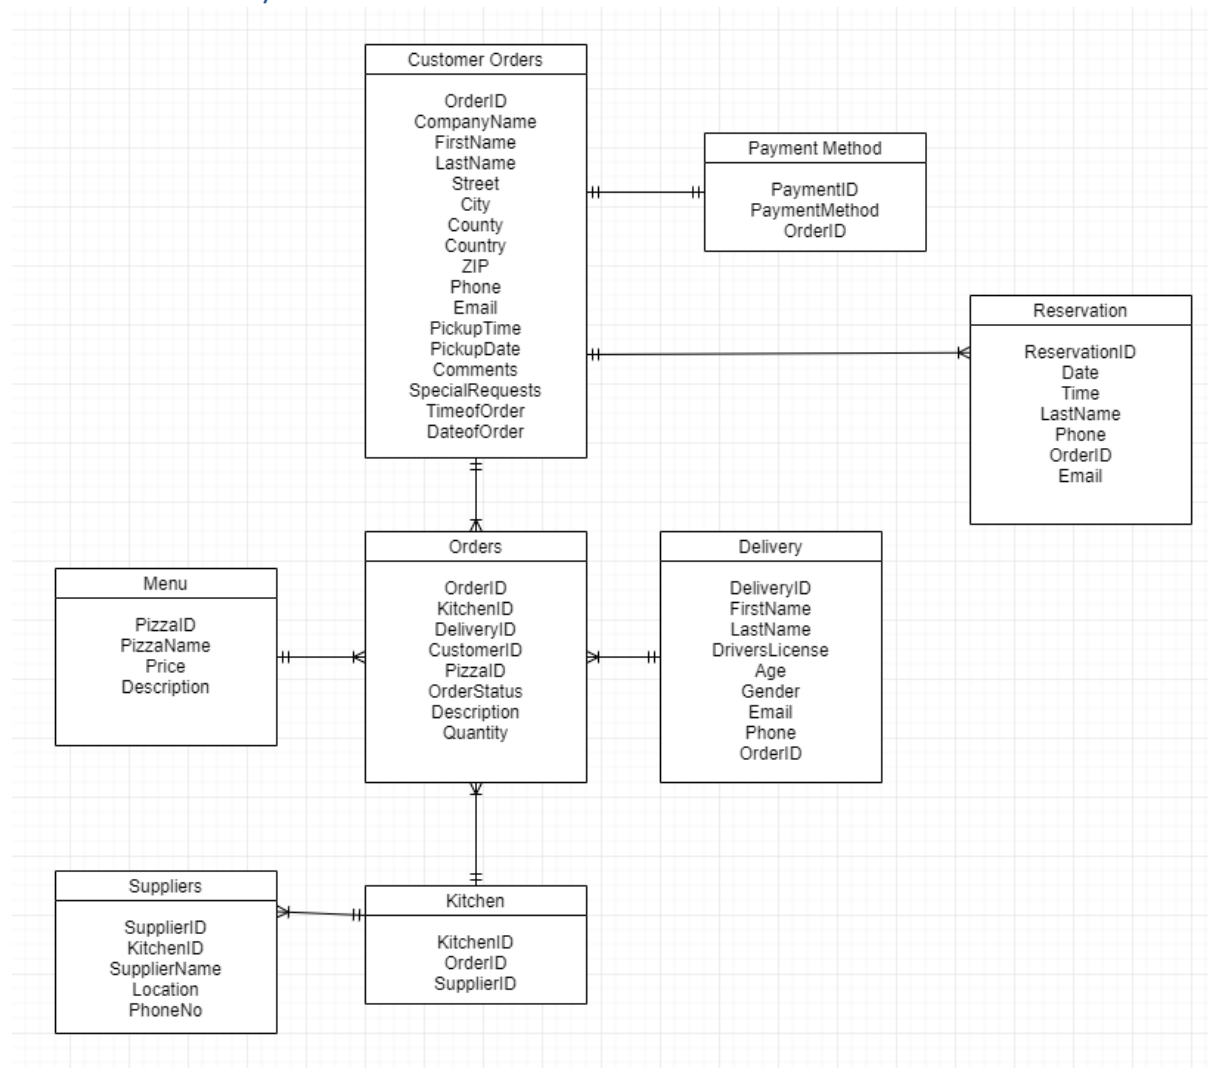 Customer Orders
OrderID
CompanyName
FirstName
LastName
Street
City
County
Country
ZIP
Phone
Email
PickupTime
PickupDate
Comments
SpecialRequests
TimeofOrder
DateofOrder
Payment Method
PaymentID
PaymentMethod
OrderID
Reservation
ReservationID
Date
Time
LastName
Phone
OrderID
Email
Menu
PizzaID
PizzaName
Price
Description
Orders
OrderID
KitchenID
DeliveryID
CustomerID
PizzaID
OrderStatus
Description
Quantity
Delivery
DeliveryID
FirstName
LastName
DriversLicense
Age
Gender
Email
Phone
OrderID
Suppliers
SupplierID
KitchenID
SupplierName
Location
PhoneNo
Kitchen
KitchenID
OrderID
SupplierID